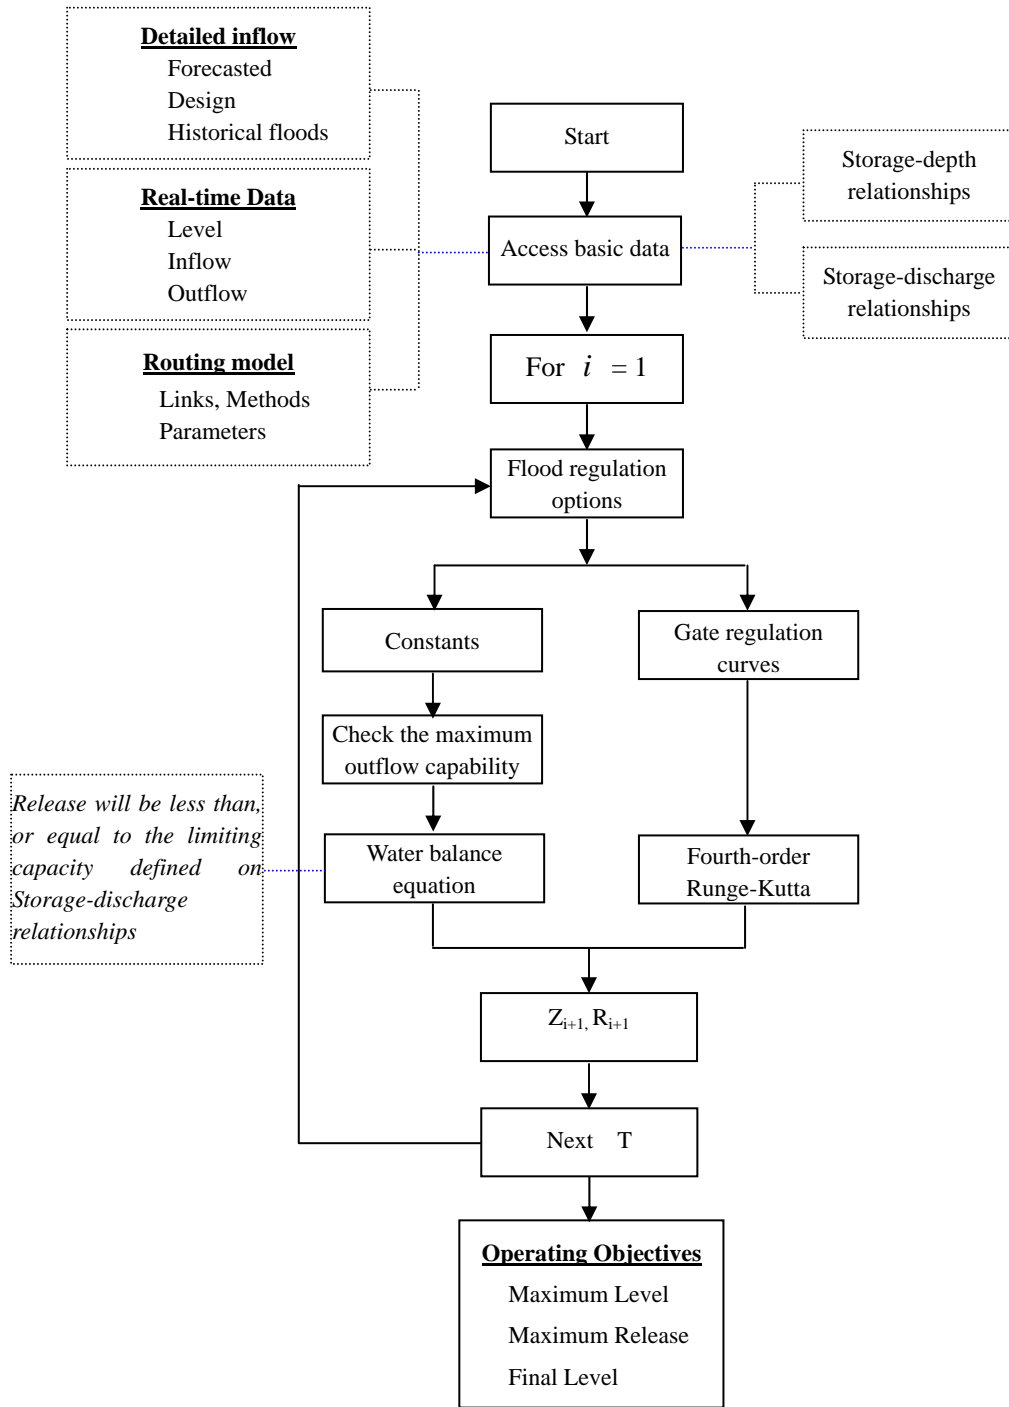 Detailed inflow
Forecasted
Design
Historical floods
Real-time Data
Level
Inflow
Outflow
Routing model
Links, Methods
Parameters
Start
Access basic data
Storage-depth
relationships
Storage-discharge
relationships
For i = 1
Flood regulation
options
Constants
Gate regulation
curves
Check the maximum
outflow capability
Release will be less than,
or equal to the limiting
capacity defined on
Storage-discharge
relationships
Water balance
equation
Fourth-order
Runge-Kutta
Zi+1, Ri+1
Next T
Operating Objectives
Maximum Level
Maximum Release
Final Level